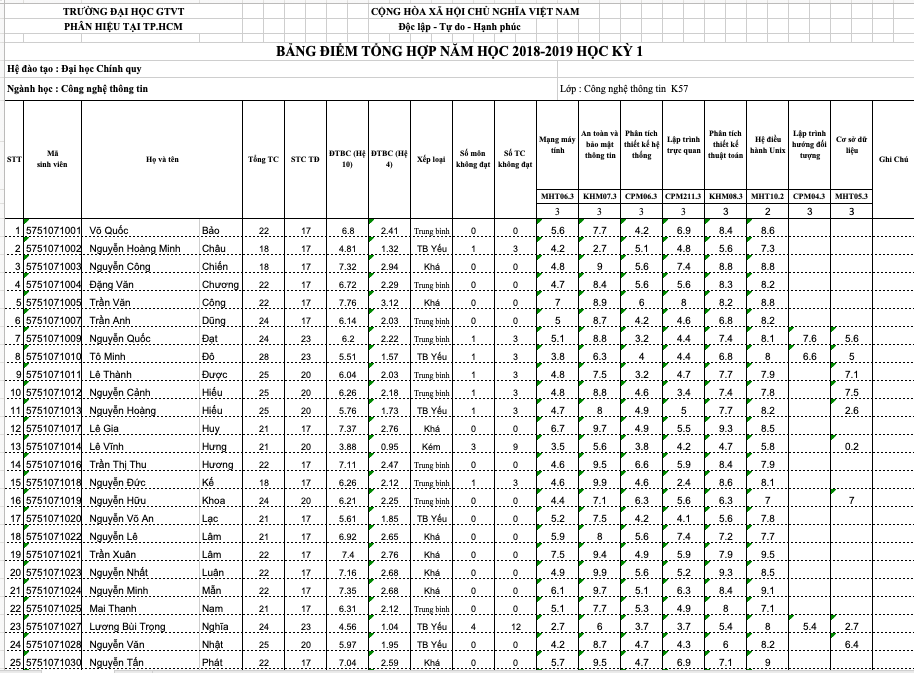 TRƯỜNG ĐẠI HỌC GTVT CỘNG HÒA XÃ HỘI CHỦ NGHĨA VIỆT NAM
PHÂN HIỆU TẠI TP.HCM Độc lập - Tự do - Hạnh phúc
BẢNG ĐIỂM TỔNG HỢP NĂM HỌC 2018-2019 HỌC KỲ 1
Hệ đào tạo : Đại học Chính quy
Ngành học : Công nghệ thông tin Lớp : Công nghệ thông tin K57
STT Mã sinh viên Họ và tên Tổng TC STC TĐ ĐTBC (Hệ 10) ĐTBC (Hệ 4) Xếp loại Số môn không đạt Số TC không đạt Mạng máy tính An toàn và bảo mật thông tin Phân tích thiết kế hệ thống Lập trình trực quan Phân tích thiết kế thuật toán Hệ điều hành Unix Lập trình hướng đối tượng Cơ sở dữ liệu Ghi Chú
MHT06.3 KHM07.3 CPM06.3 CPM211.3 KHM08.3 MHT10.2 CPM04.3 MHT05.3
3 3 3 3 3 2 3 3
1 5751071001 Võ Quốc Bảo 22 17 6.8 2.41 Trung bình 0 0 5.6 7.7 4.2 6.9 8.4 8.6
2 5751071002 Nguyễn Hoàng Minh Châu 18 17 4.81 1.32 TB Yếu 1 3 4.2 2.7 5.1 4.8 5.6 7.3
3 5751071003 Nguyễn Công Chiến 18 17 7.32 2.94 Khá 0 0 4.8 9 5.6 7.4 8.8 8.8
4 5751071004 Đặng Văn Chương 22 17 6.72 2.29 Trung bình 0 0 4.7 8.4 5.6 5.6 8.3 8.2
5 5751071005 Trần Văn Công 22 17 7.76 3.12 Khá 0 0 7 8.9 6 8 8.2 8.8
6 5751071007 Trần Anh Dũng 24 17 6.14 2.03 Trung bình 0 0 5 8.7 4.2 4.6 6.8 8.2
7 5751071009 Nguyễn Quốc Đạt 24 23 6.2 2.22 Trung bình 1 3 5.1 8.8 3.2 4.4 7.4 8.1 7.6 5.6
8 5751071010 Tô Minh Đô 28 23 5.51 1.57 TB Yếu 1 3 3.8 6.3 4 4.4 6.8 8 6.6 5
9 5751071011 Lê Thành Được 25 20 6.04 2.03 Trung bình 1 3 4.8 7.5 3.2 4.7 7.7 7.9 7.1
10 5751071012 Nguyễn Cảnh Hiếu 25 20 6.26 2.18 Trung bình 1 3 4.8 8.8 4.6 3.4 7.4 7.8 7.5
11 5751071013 Nguyễn Hoàng Hiếu 25 20 5.76 1.73 TB Yếu 1 3 4.7 8 4.9 5 7.7 8.2 2.6
12 5751071017 Lê Gia Huy 21 17 7.37 2.76 Khá 0 0 6.7 9.7 4.9 5.5 9.3 8.5
13 5751071014 Lê Vĩnh Hưng 21 20 3.88 0.95 Kém 3 9 3.5 5.6 3.8 4.2 4.7 5.8 0.2
14 5751071016 Trần Thị Thu Hương 22 17 7.11 2.47 Trung bình 0 0 4.6 9.5 6.6 5.9 8.4 7.9
15 5751071018 Nguyễn Đức Kế 18 17 6.26 2.12 Trung bình 1 3 4.6 9.9 4.6 2.4 8.6 8.1
16 5751071019 Nguyễn Hữu Khoa 24 20 6.21 2.25 Trung bình 0 0 4.4 7.1 6.3 5.6 6.3 7 7
17 5751071020 Nguyễn Võ An Lạc 21 17 5.61 1.85 TB Yếu 0 0 5.2 7.5 4.2 4.1 5.6 7.8
18 5751071022 Nguyễn Lê Lâm 21 17 6.92 2.65 Khá 0 0 5.9 8 5.6 7.4 7.2 7.7
19 5751071021 Trần Xuân Lâm 22 17 7.4 2.76 Khá 0 0 7.5 9.4 4.9 5.9 7.9 9.5
20 5751071023 Nguyễn Nhất Luân 22 17 7.16 2.68 Khá 0 0 4.9 9.9 5.6 5.2 9.3 8.5
21 5751071024 Nguyễn Minh Mẫn 22 17 7.35 2.68 Khá 0 0 6.1 9.7 5.1 6.3 8.4 9.1
22 5751071025 Mai Thanh Nam 21 17 6.31 2.12 Trung bình 0 0 5.1 7.7 5.3 4.9 8 7.1
23 5751071027 Lương Bùi Trọng Nghĩa 24 23 4.56 1.04 TB Yếu 4 12 2.7 6 3.7 3.7 5.4 8 5.4 2.7
24 5751071028 Nguyễn Văn Nhật 25 20 5.97 1.95 TB Yếu 0 0 4.2 8.7 4.7 4.3 6 8.2 6.4
25 5751071030 Nguyễn Tấn Phát 22 17 7.04 2.59 Khá 0 0 5.7 9.5 4.7 6.9 7.1 9